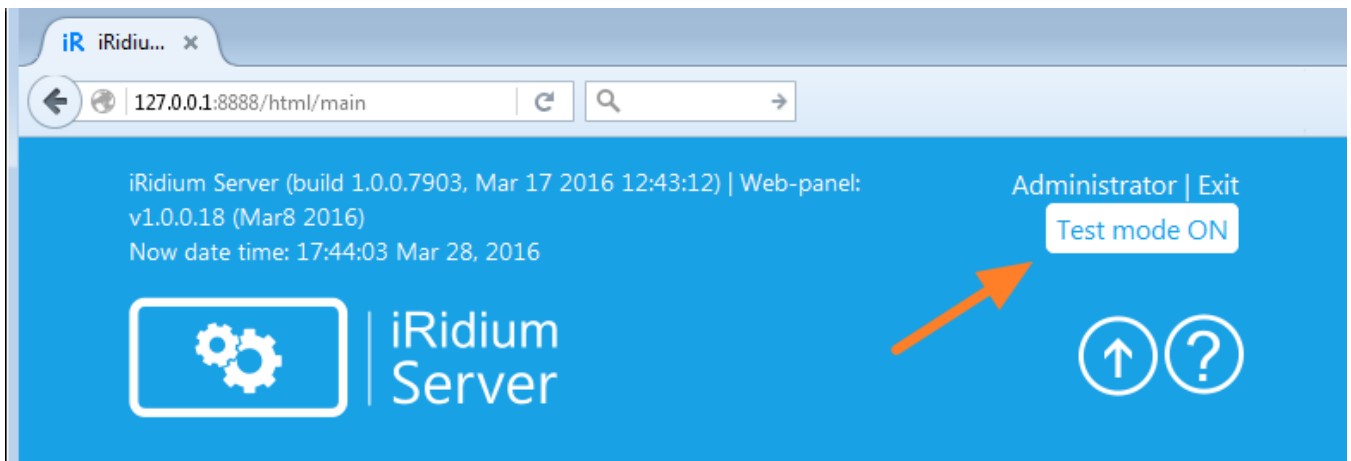 iR iRidiu... ×
127.0.0.1:8888/html/main
iRidium Server (build 1.0.0.7903, Mar 17 2016 12:43:12) | Web-panel:
v1.0.0.18 (Mar8 2016)
Now date time: 17:44:03 Mar 28, 2016
Administrator | Exit
Test mode ON
iRidium
Server
?